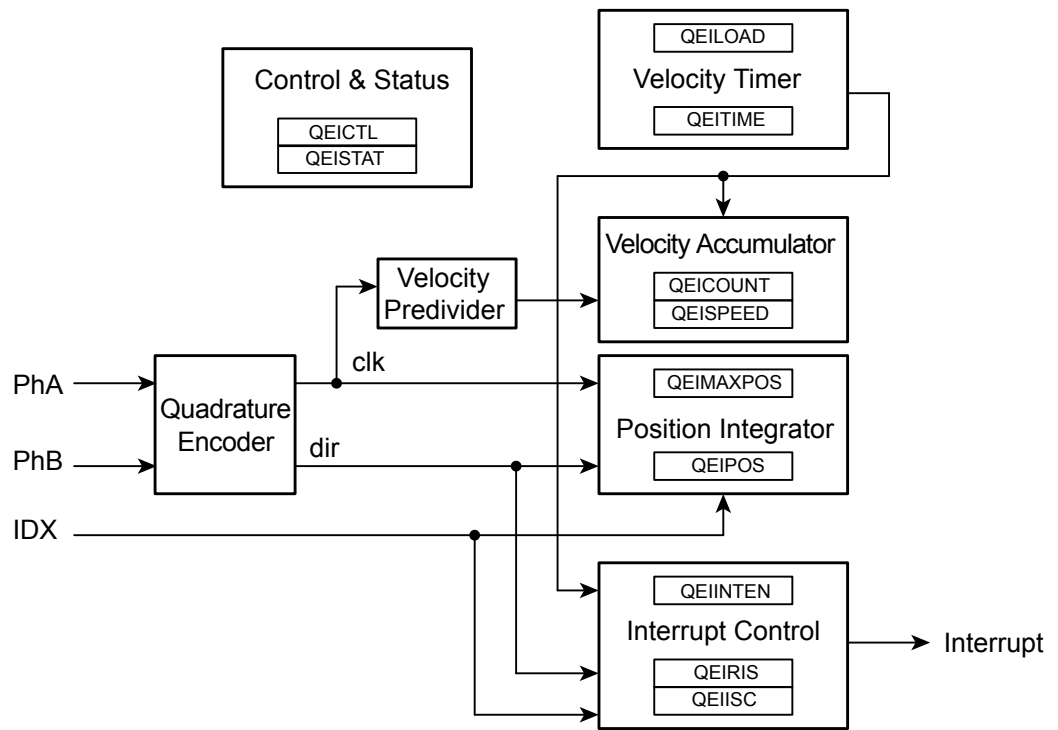 QEILOAD
Velocity Timer
QEITIME
Control & Status
QEICTL
QEISTAT
Velocity Accumulator
QEICOUNT
QEISPEED
Velocity
Predivider
clk
PhA
Quadrature
Encoder
PhB
dir
QEIMAXPOS
Position Integrator
QEIPOS
IDX
QEIINTEN
Interrupt Control
QEIRIS
QEIISC
Interrupt